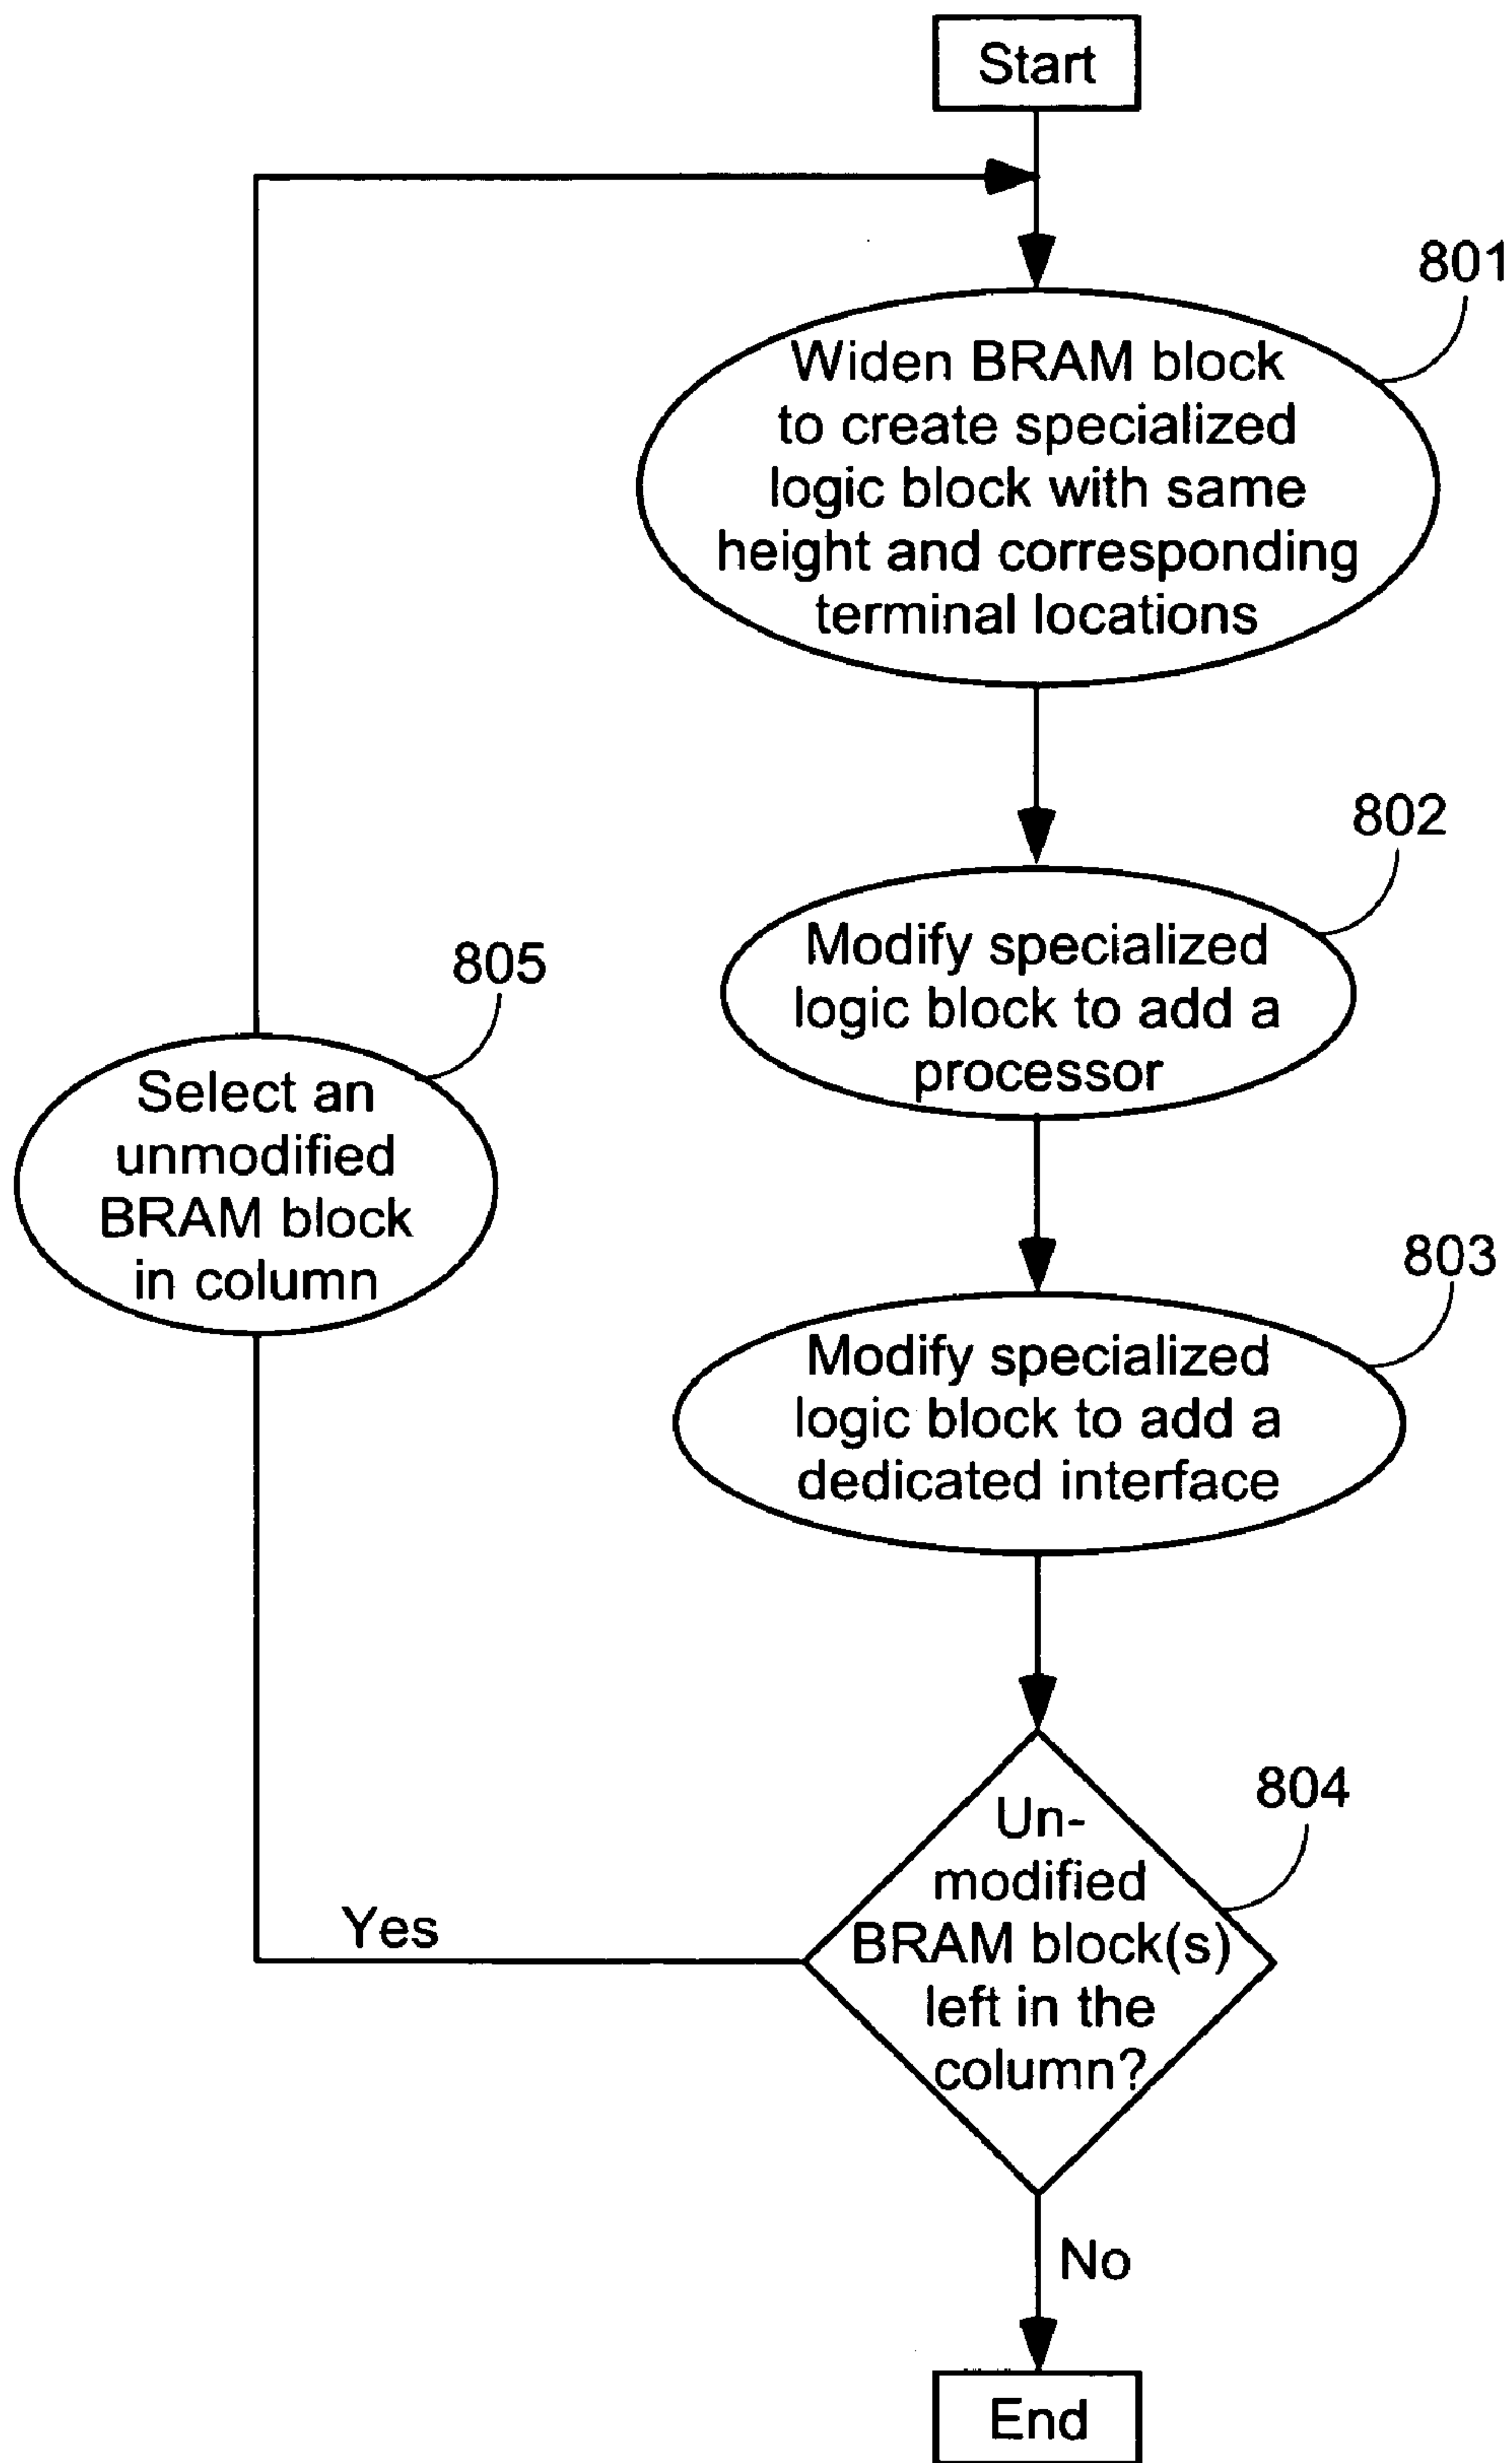 Start
801
Widen BRAM block
to create specialized
logic block with same
height and corresponding
terminal locations
802
Modify specialized
logic block to add a
processor
805
Select an
unmodified
BRAM block
in column
803
Modify specialized
logic block to add a
dedicated interface
804
Un-
modified
BRAM block(s)
left in the
column?
Yes
No
End